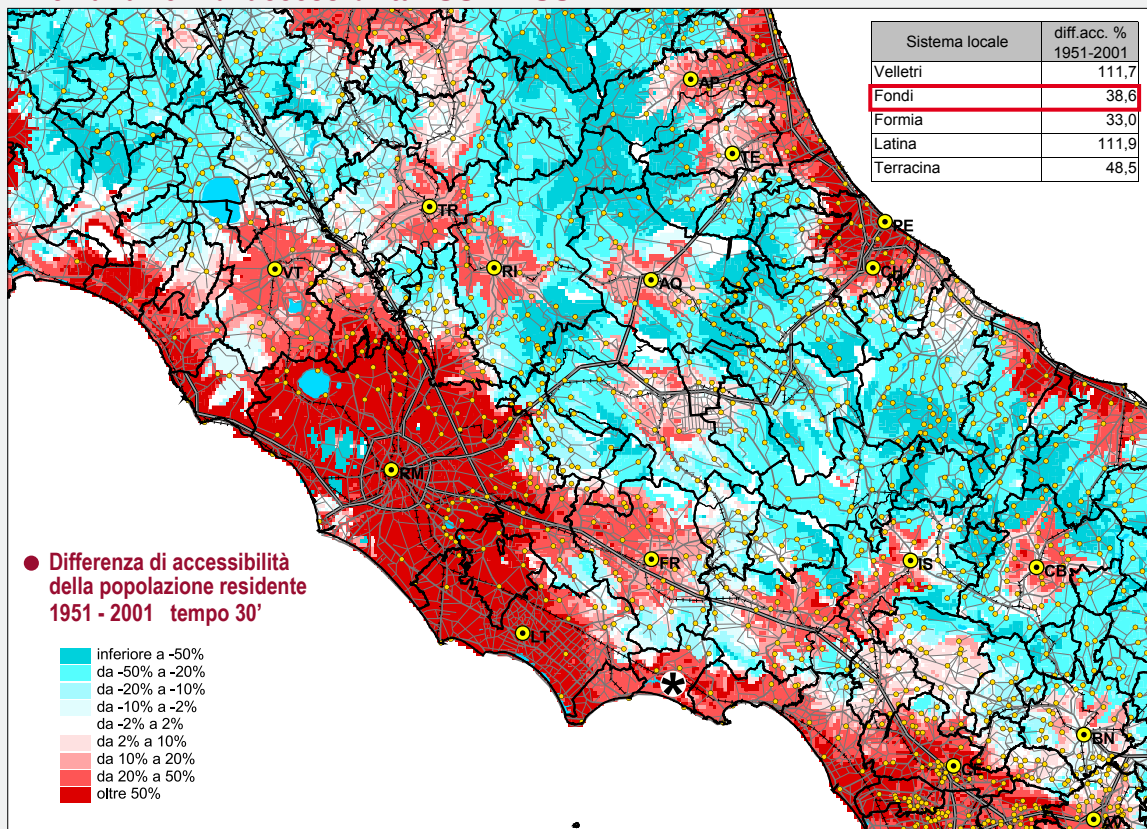 Sistema locale
diff.acc. %
1951-2001
Velletri 111,7
Fondi 38,6
Formia 33,0
Latina 111,9
Terracina 48,5
AP
TE
TR
PE
VT
RI
AQ
CH
RM
FR
IS
CB
LT
*
BN
CE
AV
● Differenza di accessibilità
della popolazione residente
1951 - 2001 tempo 30'
inferiore a -50%
da -50% a -20%
da -20% a -10%
da -10% a -2%
da -2% a 2%
da 2% a 10%
da 10% a 20%
da 20% a 50%
oltre 50%